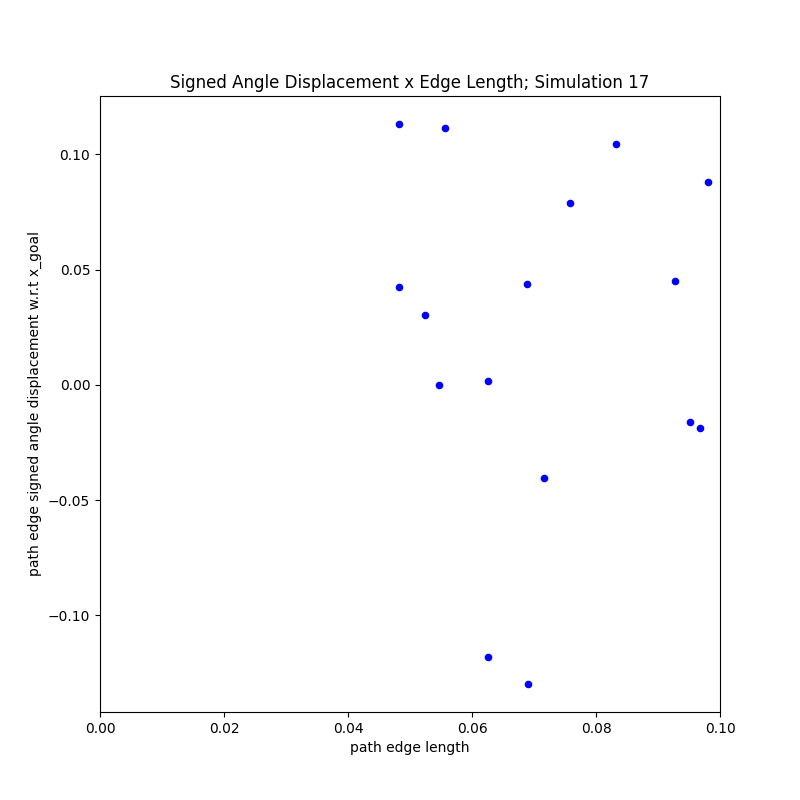 Signed Angle Displacement x Edge Length; Simulation 17
path edge signed angle displacement w.r.t x_goal
0.10
0.05
0.00
−0.05
−0.10
0.00 0.02 0.04 0.06 0.08 0.10
path edge length